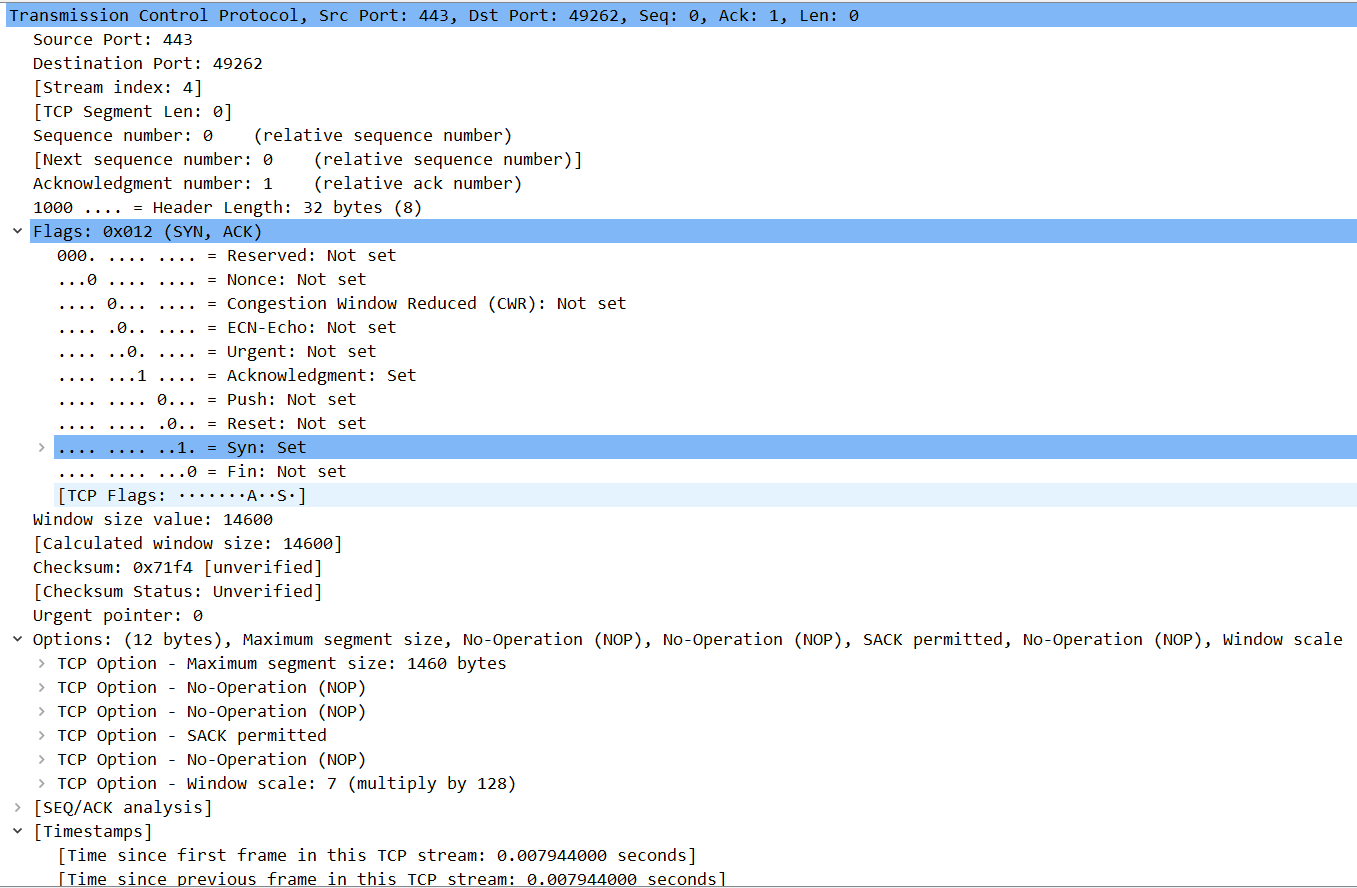 Transmission Control Protocol, Src Port: 443, Dst Port: 49262, Seq: 0, Ack: 1, Len: 0
Source Port: 443
Destination Port: 49262
[Stream index: 4]
[TCP Segment Len: 0]
Sequence number: 0    (relative sequence number)
[Next sequence number: 0    (relative sequence number)]
Acknowledgment number: 1    (relative ack number)
1000 .... = Header Length: 32 bytes (8)
Flags: 0x012 (SYN, ACK)
000. .... .... = Reserved: Not set
...0 .... .... = Nonce: Not set
.... 0... .... = Congestion Window Reduced (CWR): Not set
.... .0.. .... = ECN-Echo: Not set
.... ..0. .... = Urgent: Not set
.... ...1 .... = Acknowledgment: Set
.... .... 0... = Push: Not set
.... .... .0.. = Reset: Not set
.... .... ..1. = Syn: Set
.... .... ...0 = Fin: Not set
[TCP Flags: ·······A··S·]
Window size value: 14600
[Calculated window size: 14600]
Checksum: 0x71f4 [unverified]
[Checksum Status: Unverified]
Urgent pointer: 0
Options: (12 bytes), Maximum segment size, No-Operation (NOP), No-Operation (NOP), SACK permitted, No-Operation (NOP), Window scale
TCP Option - Maximum segment size: 1460 bytes
TCP Option - No-Operation (NOP)
TCP Option - No-Operation (NOP)
TCP Option - SACK permitted
TCP Option - No-Operation (NOP)
TCP Option - Window scale: 7 (multiply by 128)
[SEQ/ACK analysis]
[Timestamps]
[Time since first frame in this TCP stream: 0.007944000 seconds]
[Time since previous frame in this TCP stream: 0.007944000 seconds]